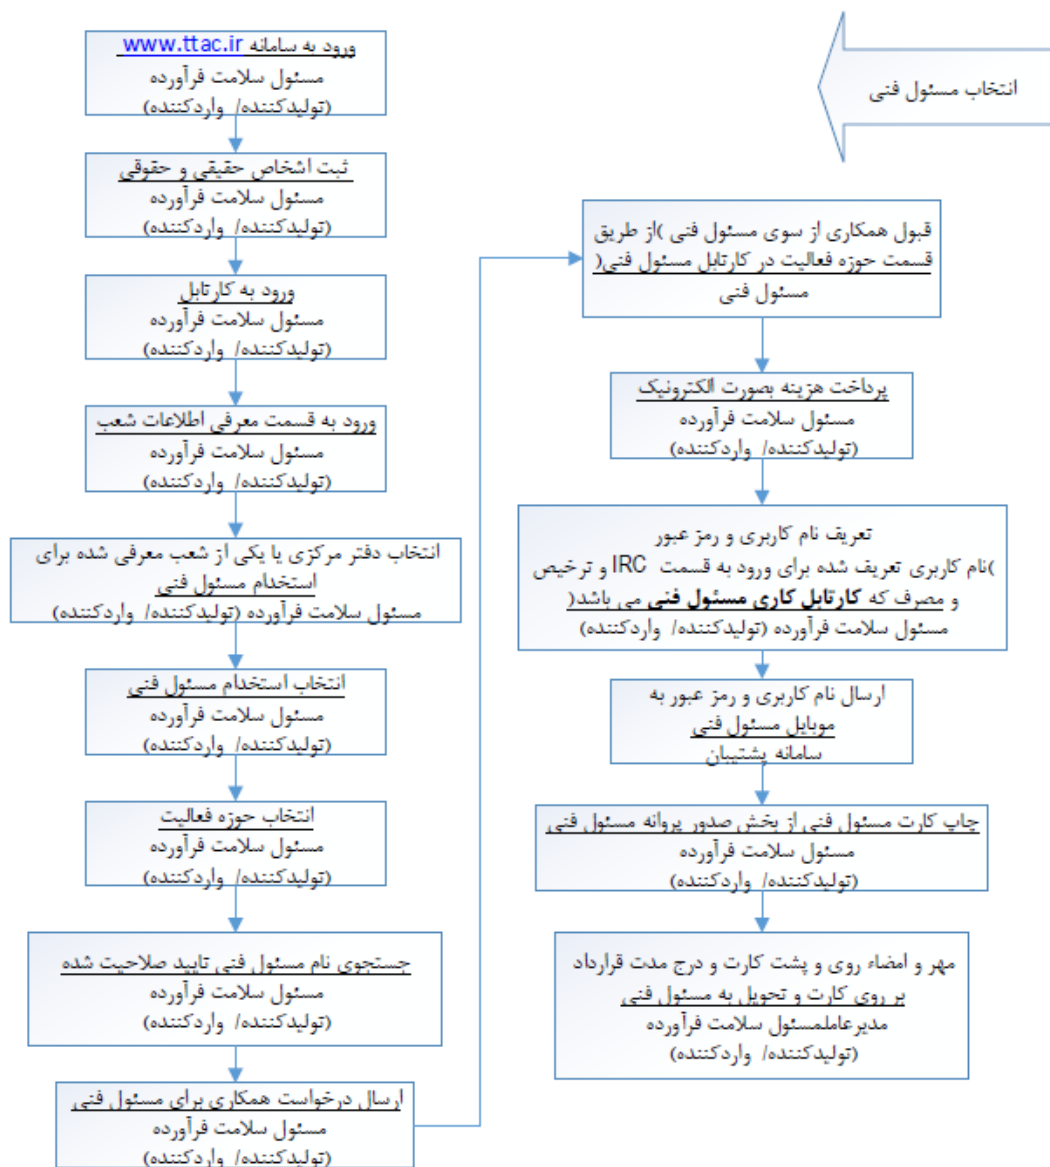 انتخاب مسئول فنی
ورود به سامانه www.ttac.ir
مسئول سلامت فرآورده
(تولیدکننده/ واردکننده)
ثبت اشخاص حقیقی و حقوقی
مسئول سلامت فرآورده
(تولیدکننده/ واردکننده)
ورود به کارتابل
مسئول سلامت فرآورده
(تولیدکننده/ واردکننده)
ورود به قسمت معرفی اطلاعات شعب
مسئول سلامت فرآورده
(تولیدکننده/ واردکننده)
انتخاب دفتر مرکزی یا یکی از شعب معرفی شده برای
استخدام مسئول فنی
مسئول سلامت فرآورده (تولیدکننده/ واردکننده)
انتخاب استخدام مسئول فنی
مسئول سلامت فرآورده
(تولیدکننده/ واردکننده)
انتخاب حوزه فعالیت
مسئول سلامت فرآورده
(تولیدکننده/ واردکننده)
جستجوی نام مسئول فنی تایید صلاحیت شده
مسئول سلامت فرآورده
(تولیدکننده/ واردکننده)
ارسال درخواست همکاری برای مسئول فنی
مسئول سلامت فرآورده
(تولیدکننده/ واردکننده)
قبول همکاری از سوی مسئول فنی )از طریق
قسمت حوزه فعالیت در کارتابل مسئول فنی(
مسئول فنی
پرداخت هزینه بصورت الکترونیک
مسئول سلامت فرآورده
(تولیدکننده/ واردکننده)
تعریف نام کاربری و رمز عبور
)نام کاربری تعریف شده برای ورود به قسمت IRC و ترخیص
و مصرف که کارتابل کاری مسئول فنی می باشد(
مسئول سلامت فرآورده (تولیدکننده/ واردکننده)
ارسال نام کاربری و رمز عبور به
موبایل مسئول فنی
سامانه پشتیبان
چاپ کارت مسئول فنی از بخش صدور پروانه مسئول فنی
مسئول سلامت فرآورده
(تولیدکننده/ واردکننده)
مهر و امضاء روی و پشت کارت و درج مدت قرارداد
بر روی کارت و تحویل به مسئول فنی
مدیرعاملمسئول سلامت فرآورده
(تولیدکننده/ واردکننده)